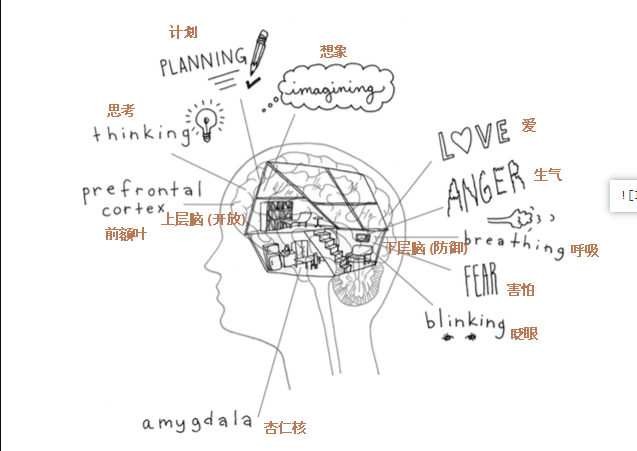 计划
PLANNING
想象
imagining
思考
thinking
LOVE 爱
ANGER 生气
prefrontal
cortex
前额叶
上层脑 (开放)
下层脑 (防御)
breathing 呼吸
FEAR 害怕
blinking 眨眼
amygdala 杏仁核